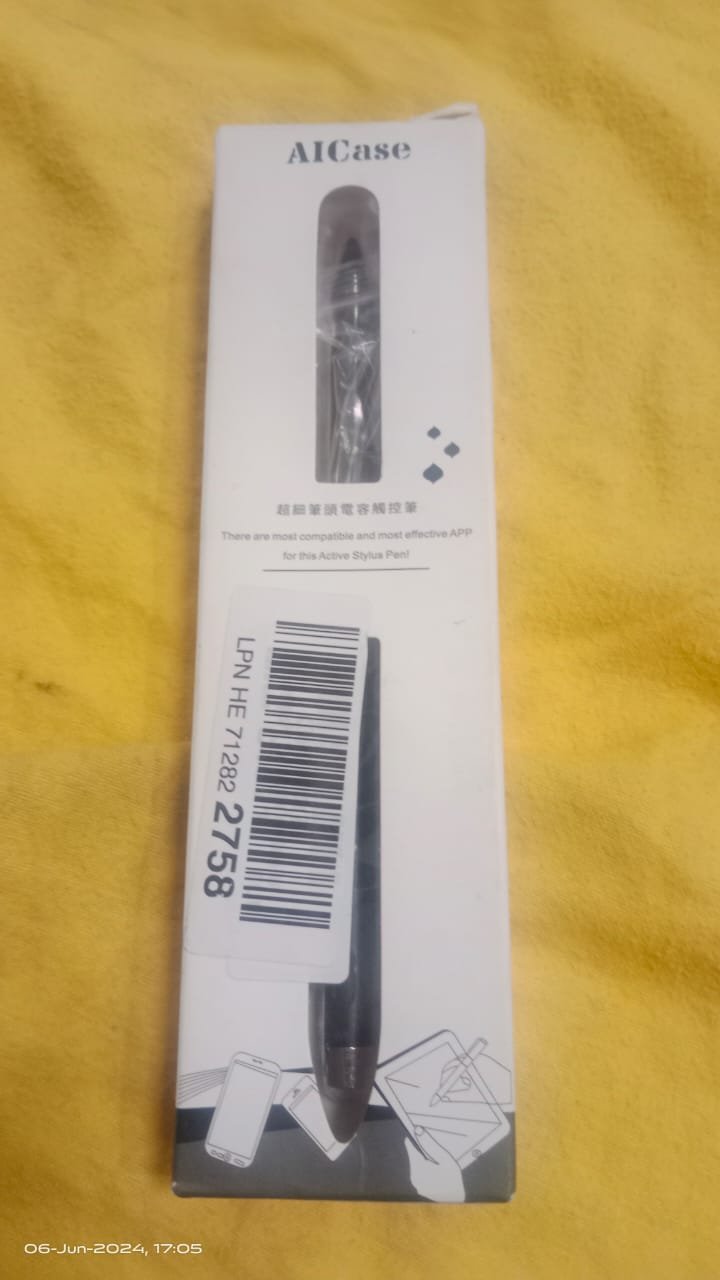 AICase
超細筆頭電容觸控筆
There are most compatible and most effective APP
for this Active Stylus Pen!
LPN HE 71282 2758
06-Jun-2024, 17:05